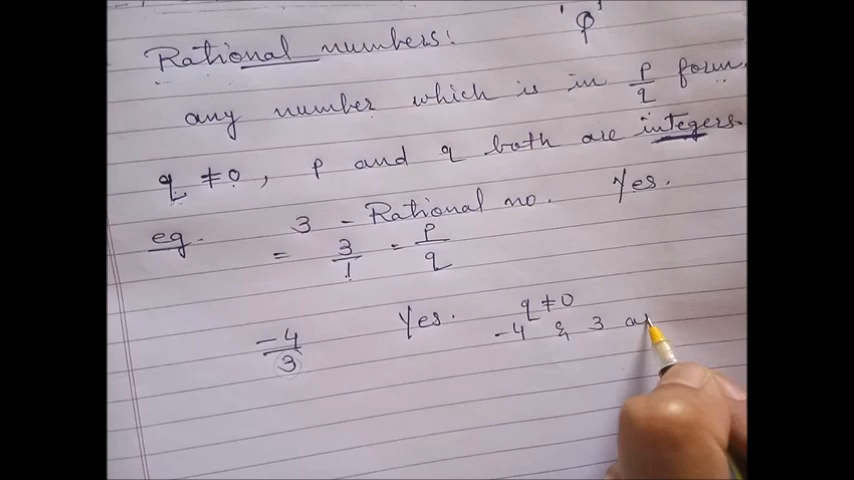 Rational numbers: 'φ'
any number which is in p/q form.
q ≠ 0, p and q both are integers.
eg. 3 - Rational no. Yes.
= 3/1 = p/q
-4/3 Yes. q ≠ 0
-4 & 3 a